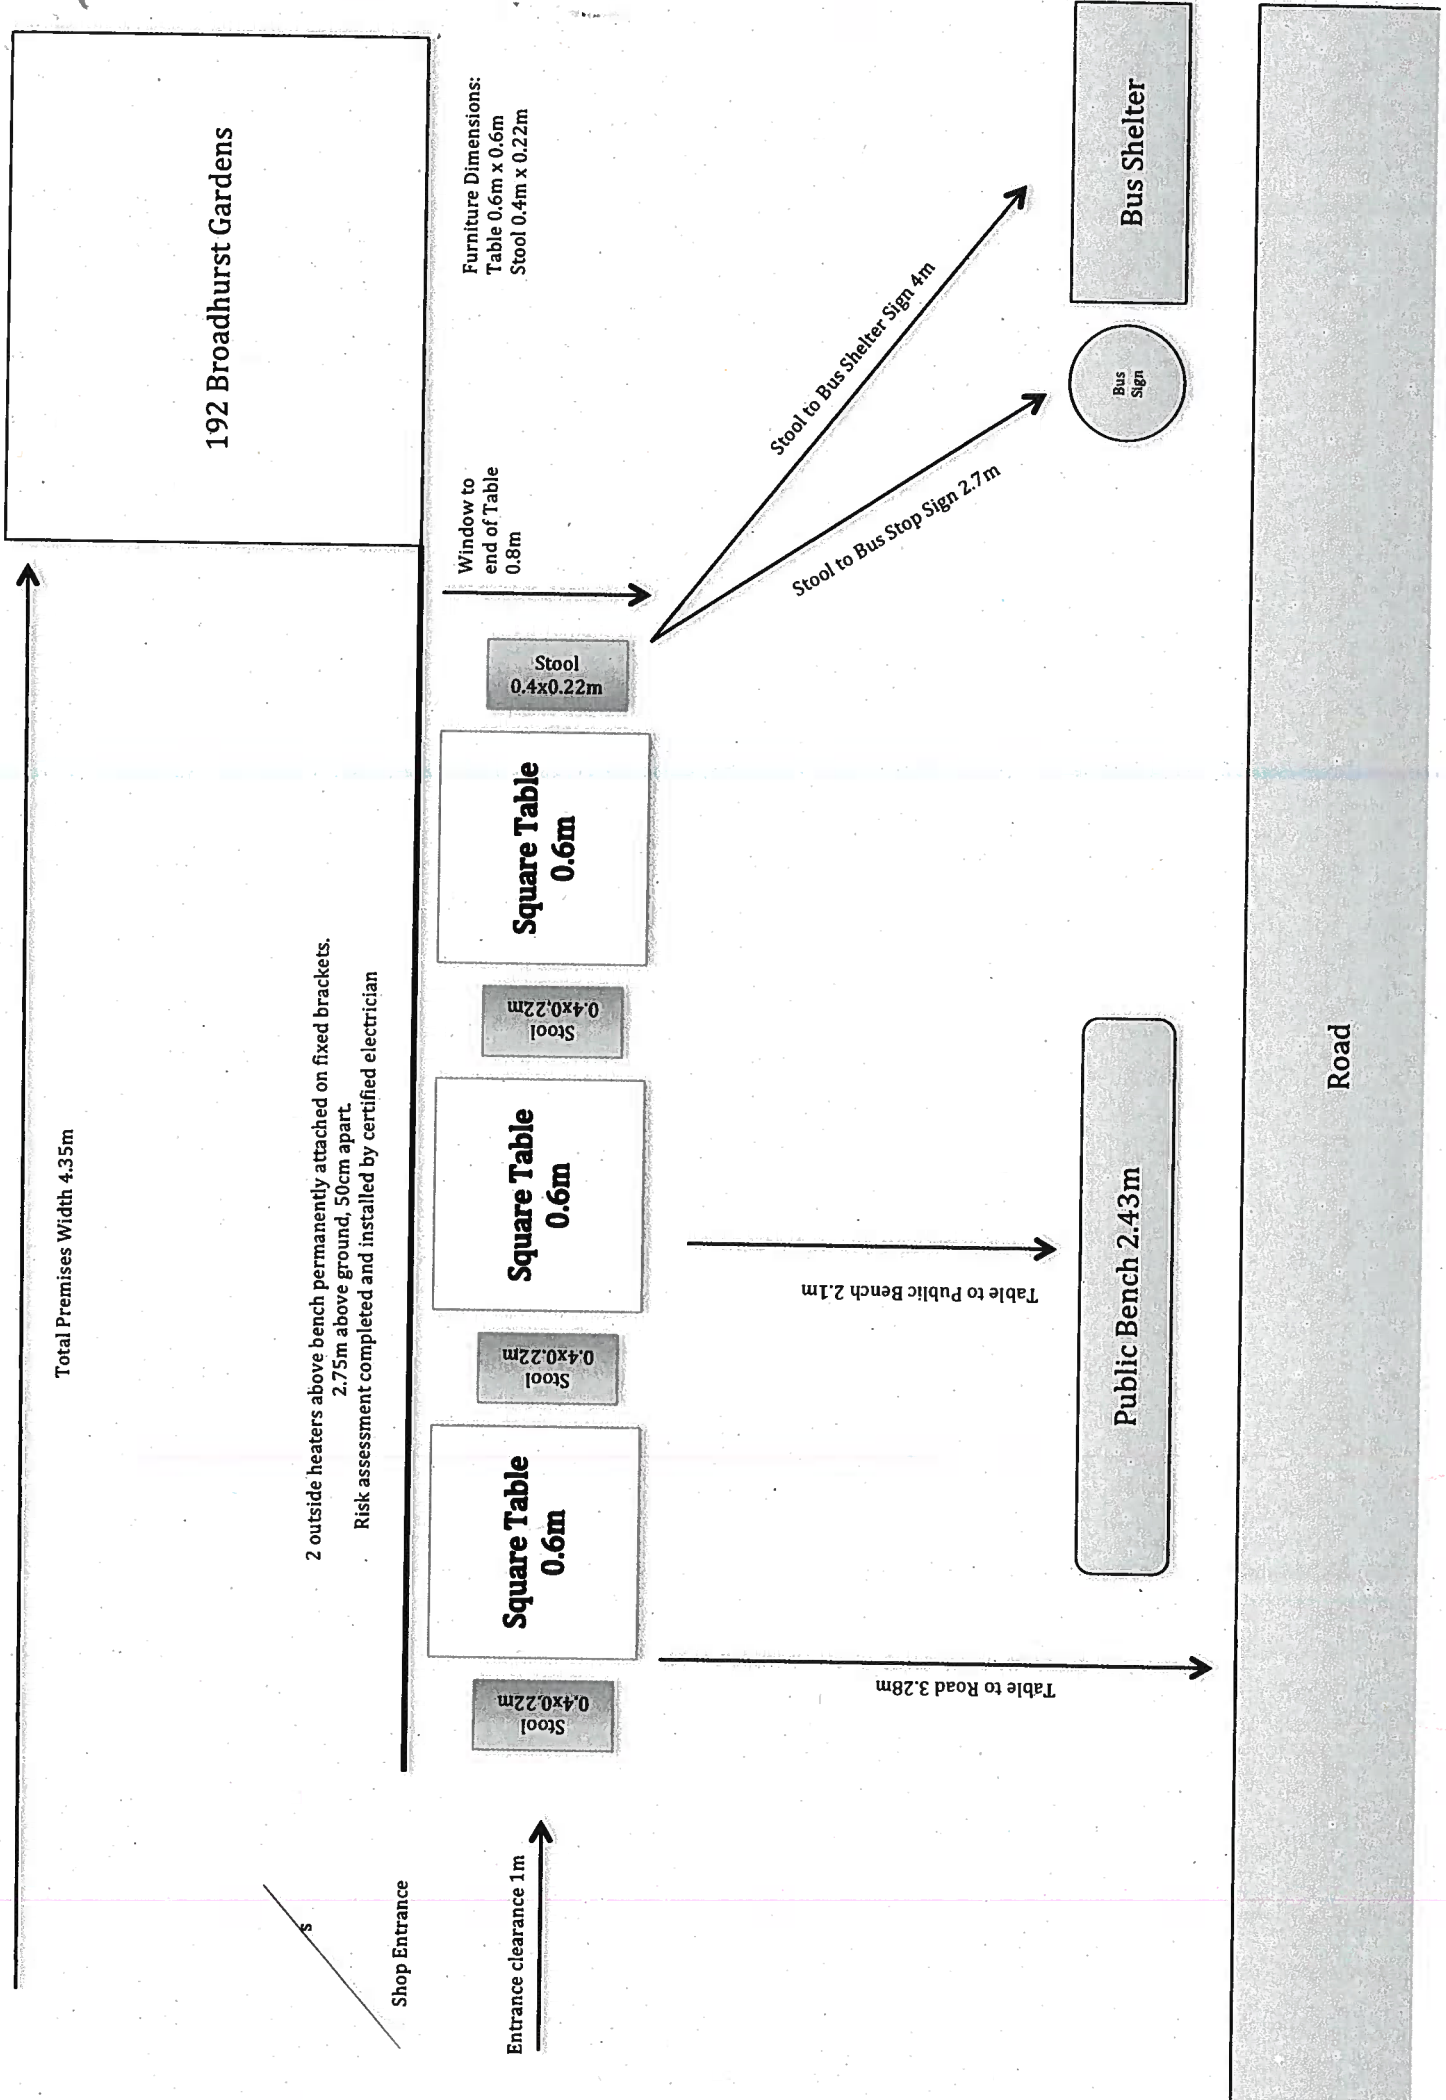 Total Premises Width 4.35m
192 Broadhurst Gardens
2 outside heaters above bench permanently attached on fixed brackets.
2.75m above ground, 50cm apart.
Risk assessment completed and installed by certified electrician
s
Shop Entrance
Entrance clearance 1m
Window to
end of Table
0.8m
Furniture Dimensions:
Table 0.6m x 0.6m
Stool 0.4m x 0.22m
Stool
0.4x0.22m
Square Table
0.6m
Stool
0.4x0.22m
Square Table
0.6m
Stool
0.4x0.22m
Square Table
0.6m
Stool
0.4x0.22m
Stool to Bus Shelter Sign 4m
Stool to Bus Stop Sign 2.7m
Table to Public Bench 2.1m
Table to Road 3.28m
Public Bench 2.43m
Bus
Sign
Bus Shelter
Road